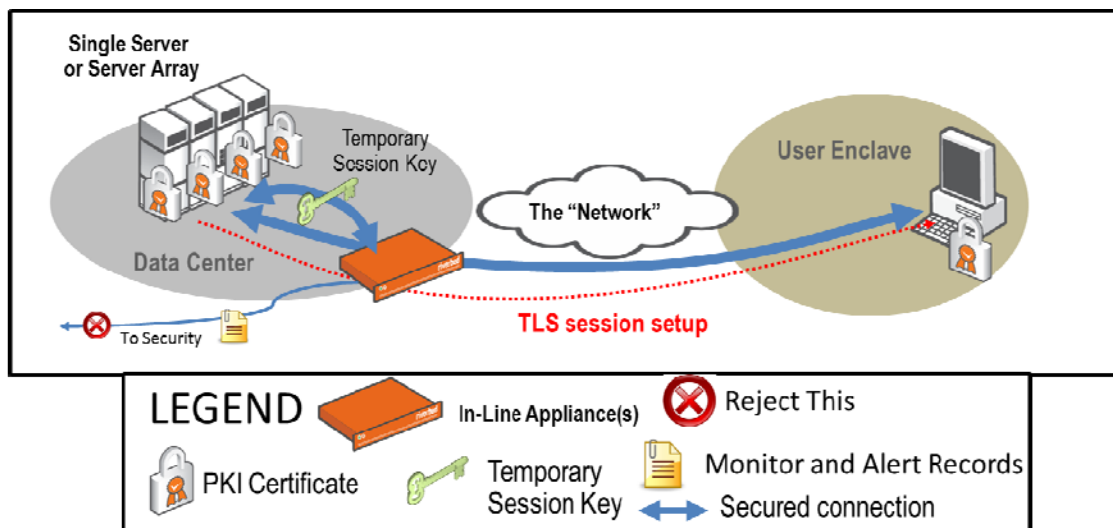 Single Server
or Server Array
Temporary
Session Key
User Enclave
The “Network”
Data Center
To Security
TLS session setup
LEGEND
In-Line Appliance(s)
Reject This
PKI Certificate
Temporary
Session Key
Monitor and Alert Records
Secured connection